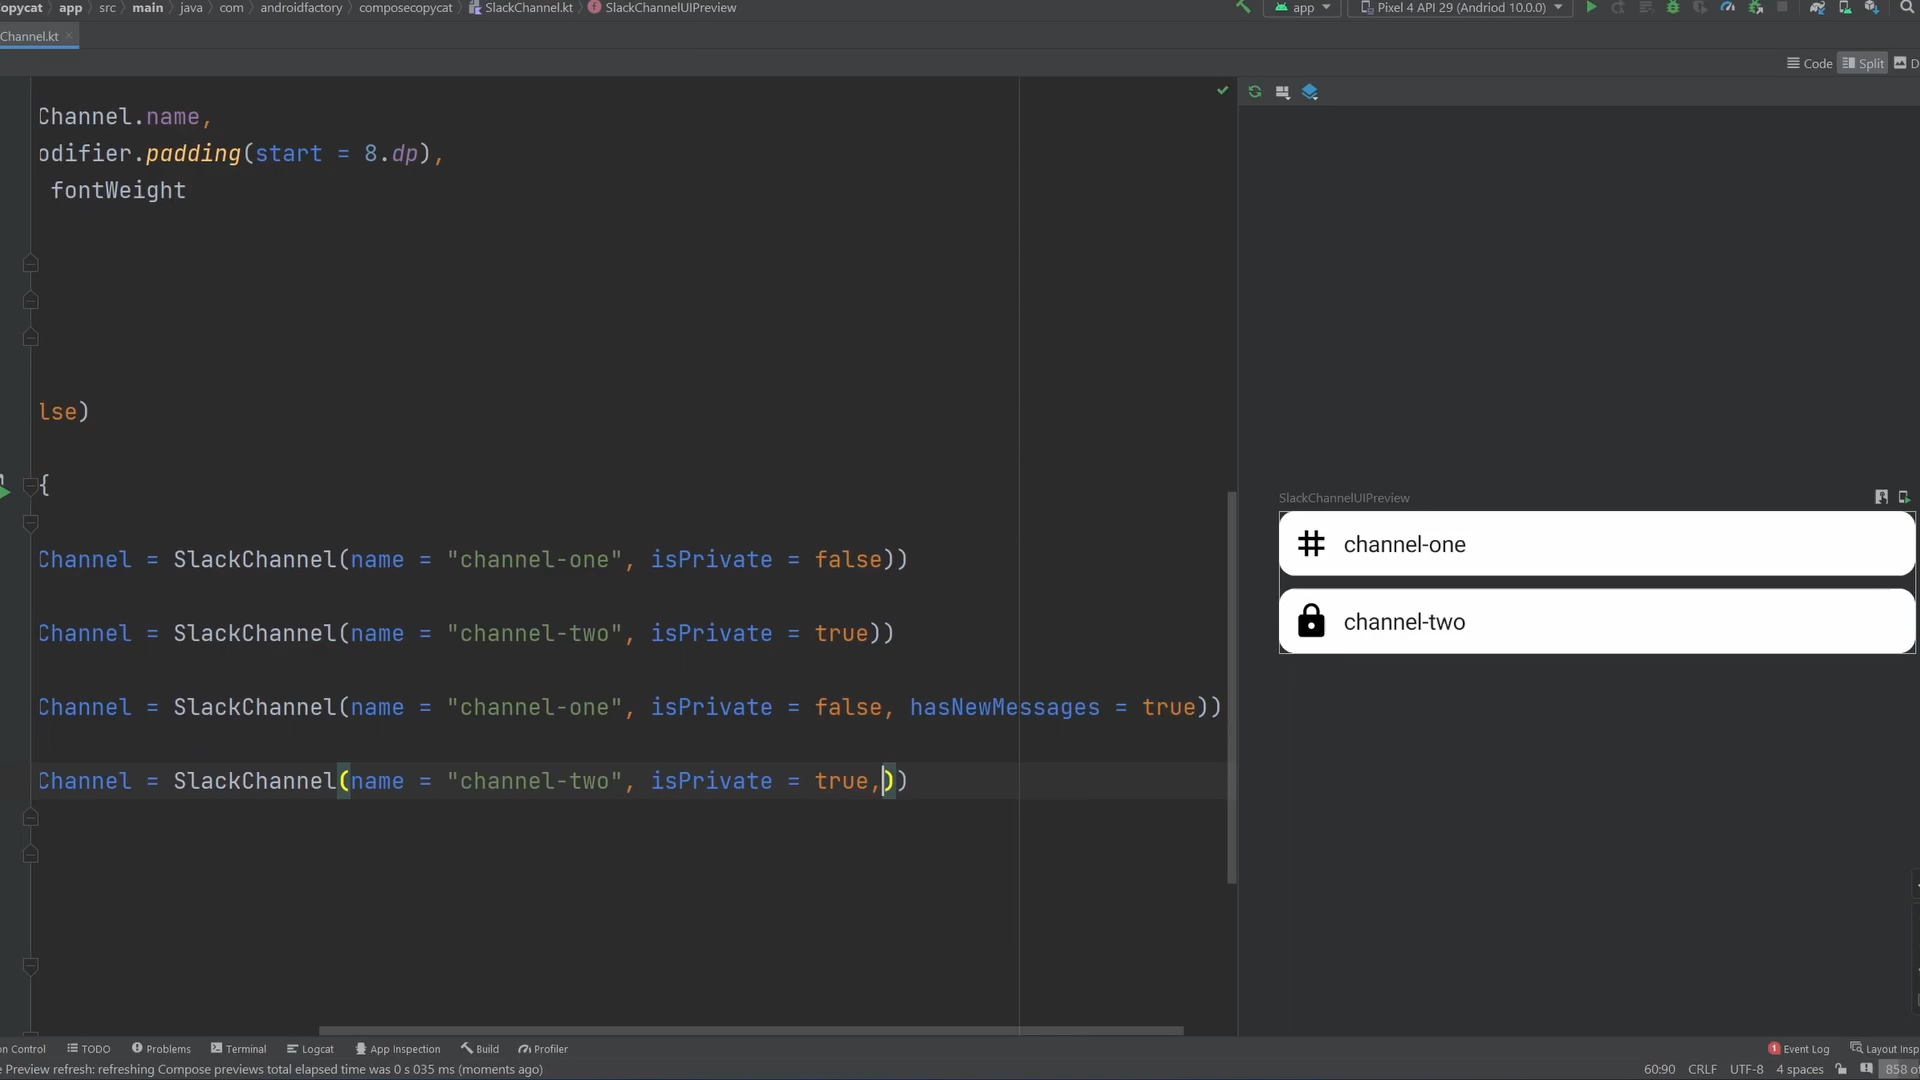 opycat app src main java com androidfactory composecopycat SlackChannel.kt SlackChannelUIPreview app Pixel 4 API 29 (Andriod 10.0.0)
Channel.kt
Code Split D
Channel.name,
odifier.padding(start = 8.dp),
fontWeight
lse)
{
Channel = SlackChannel(name = "channel-one", isPrivate = false))
Channel = SlackChannel(name = "channel-two", isPrivate = true))
Channel = SlackChannel(name = "channel-one", isPrivate = false, hasNewMessages = true))
Channel = SlackChannel(name = "channel-two", isPrivate = true,))
SlackChannelUIPreview
channel-one
channel-two
on Control TODO Problems Terminal Logcat App Inspection Build Profiler 1 Event Log Layout Insp
e Preview refresh: refreshing Compose previews total elapsed time was 0 s 035 ms (moments ago) 60:90 CRLF UTF-8 4 spaces 858 of